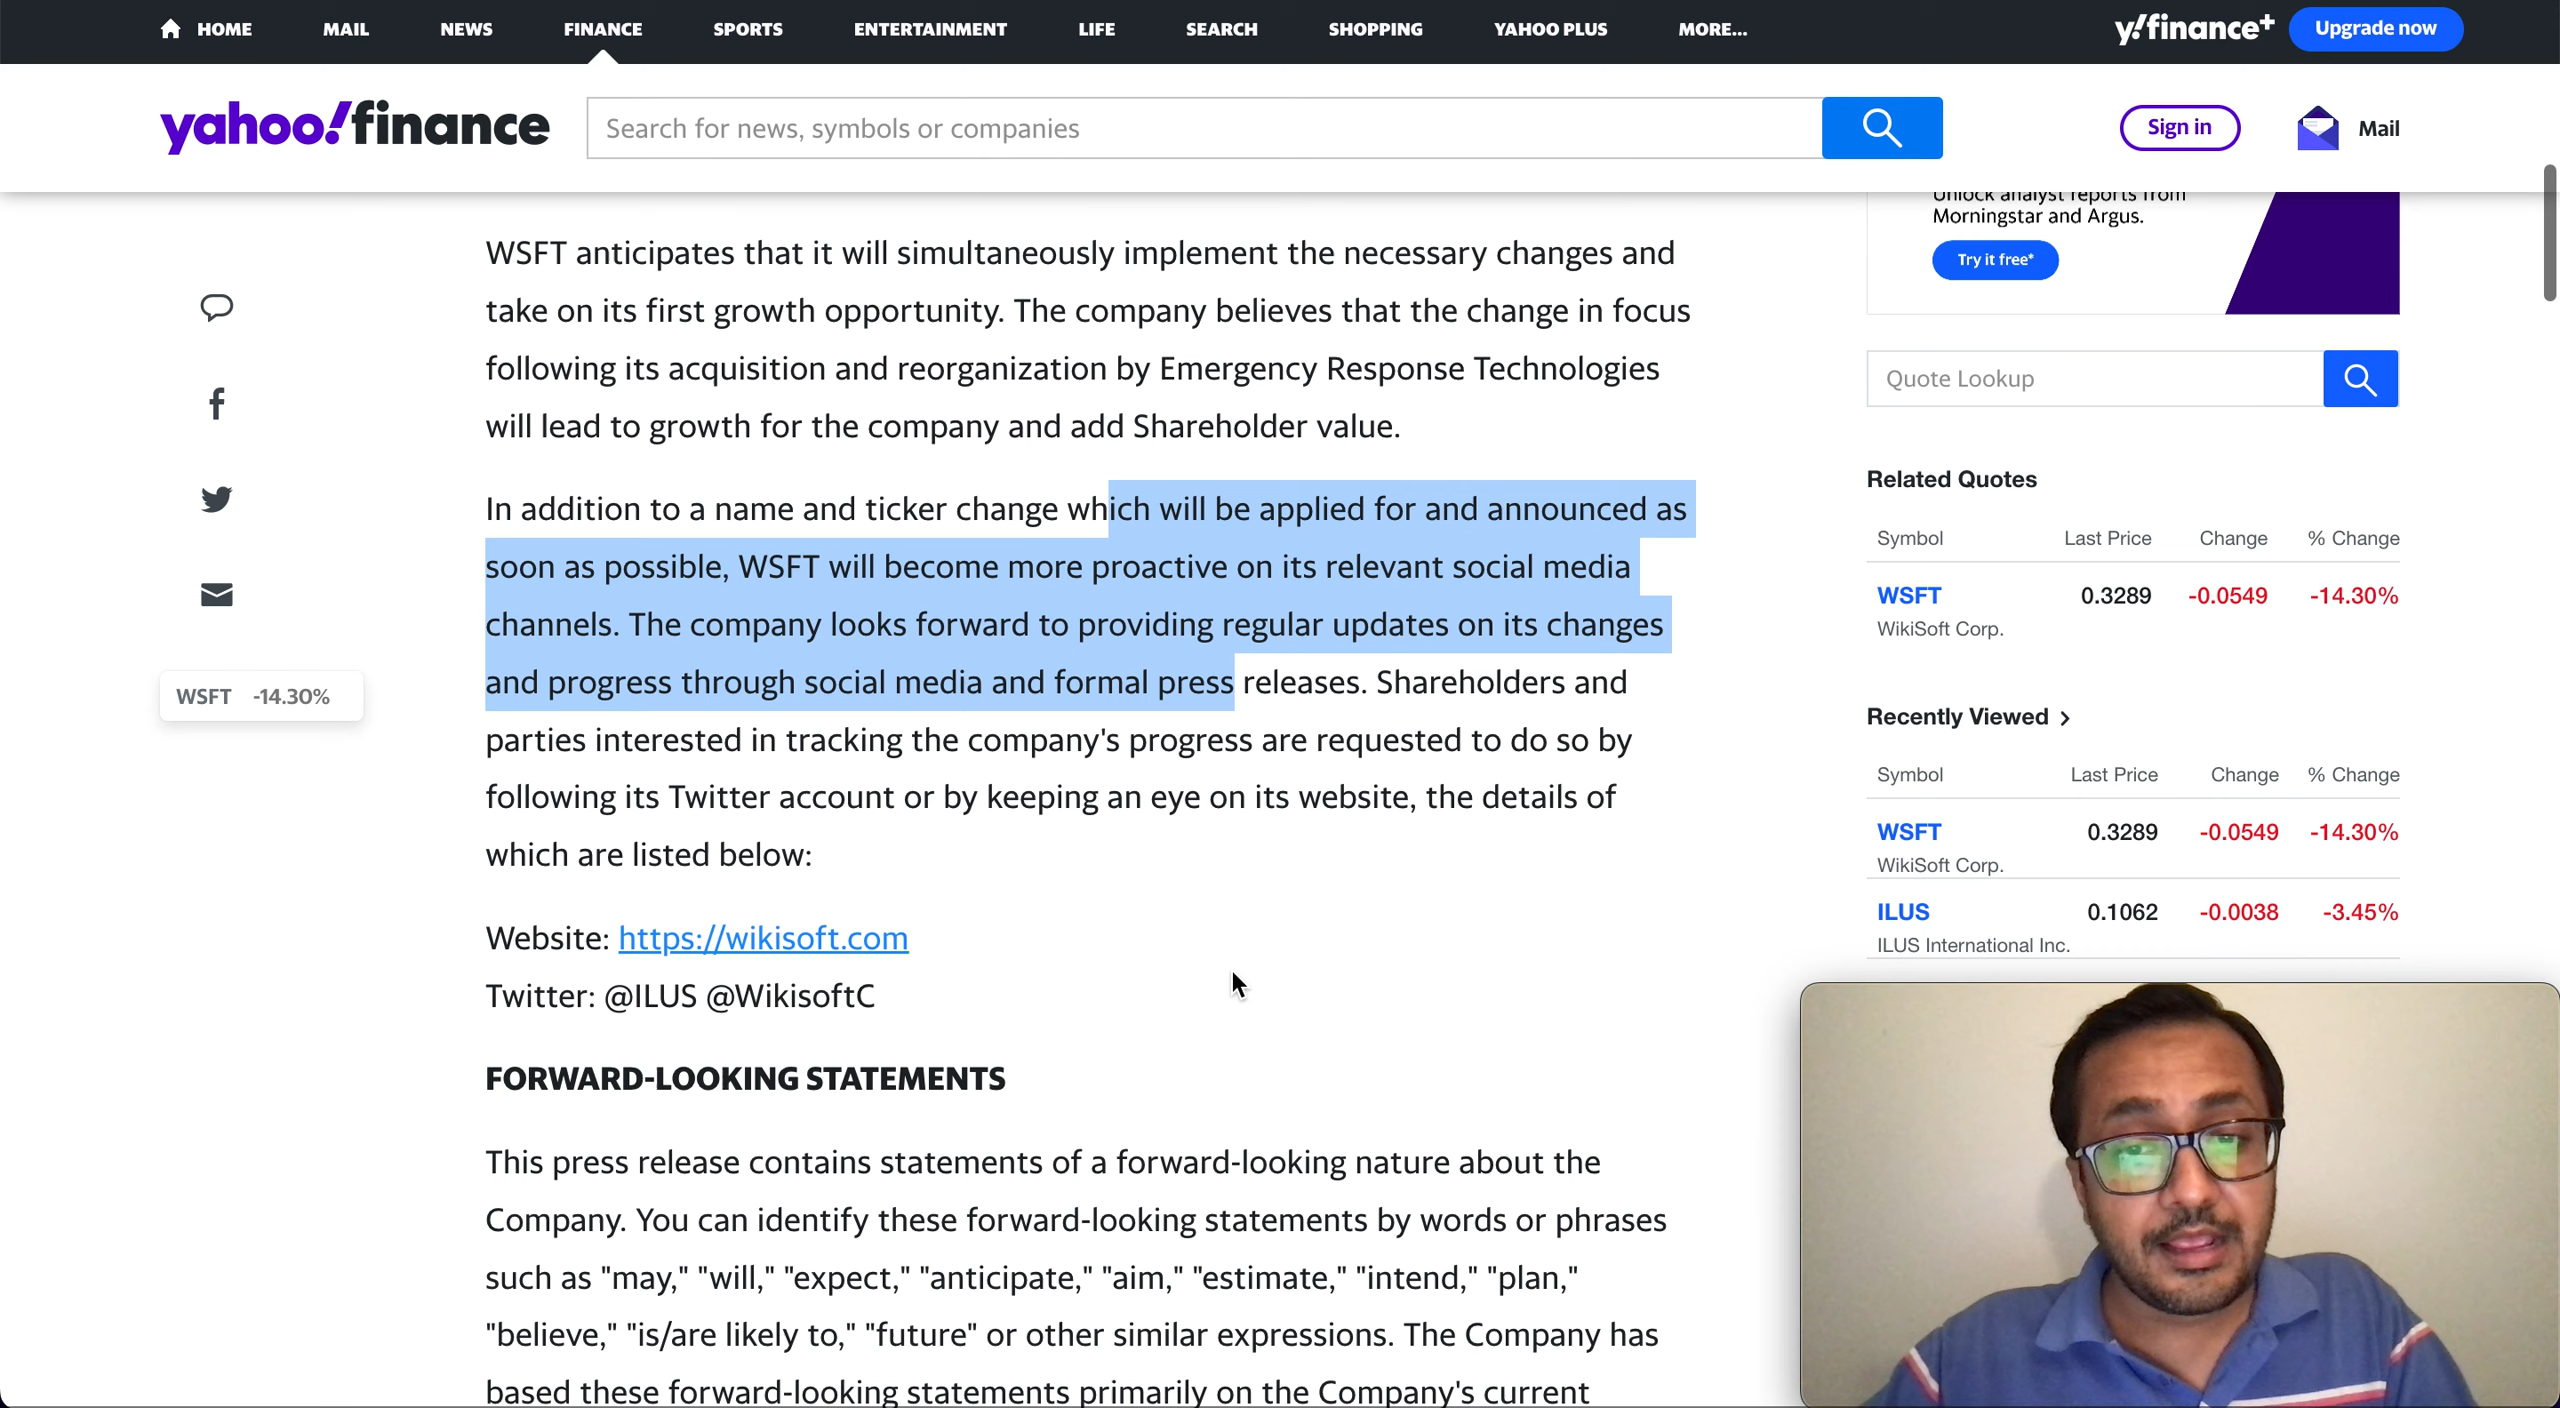 HOME MAIL NEWS FINANCE SPORTS ENTERTAINMENT LIFE SEARCH SHOPPING YAHOO PLUS MORE...
y!finance+ Upgrade now
yahoo!finance
Search for news, symbols or companies
Sign in
Mail
WSFT anticipates that it will simultaneously implement the necessary changes and
take on its first growth opportunity. The company believes that the change in focus
following its acquisition and reorganization by Emergency Response Technologies
will lead to growth for the company and add Shareholder value.
In addition to a name and ticker change which will be applied for and announced as
soon as possible, WSFT will become more proactive on its relevant social media
channels. The company looks forward to providing regular updates on its changes
and progress through social media and formal press releases. Shareholders and
parties interested in tracking the company's progress are requested to do so by
following its Twitter account or by keeping an eye on its website, the details of
which are listed below:
Website: https://wikisoft.com
Twitter: @ILUS @WikisoftC
FORWARD-LOOKING STATEMENTS
This press release contains statements of a forward-looking nature about the
Company. You can identify these forward-looking statements by words or phrases
such as "may," "will," "expect," "anticipate," "aim," "estimate," "intend," "plan,"
"believe," "is/are likely to," "future" or other similar expressions. The Company has
based these forward-looking statements primarily on the Company's current
WSFT -14.30%
Unlock analyst reports from
Morningstar and Argus.
Try it free*
Quote Lookup
Related Quotes
Symbol Last Price Change % Change
WSFT 0.3289 -0.0549 -14.30%
WikiSoft Corp.
Recently Viewed >
Symbol Last Price Change % Change
WSFT 0.3289 -0.0549 -14.30%
WikiSoft Corp.
ILUS 0.1062 -0.0038 -3.45%
ILUS International Inc.